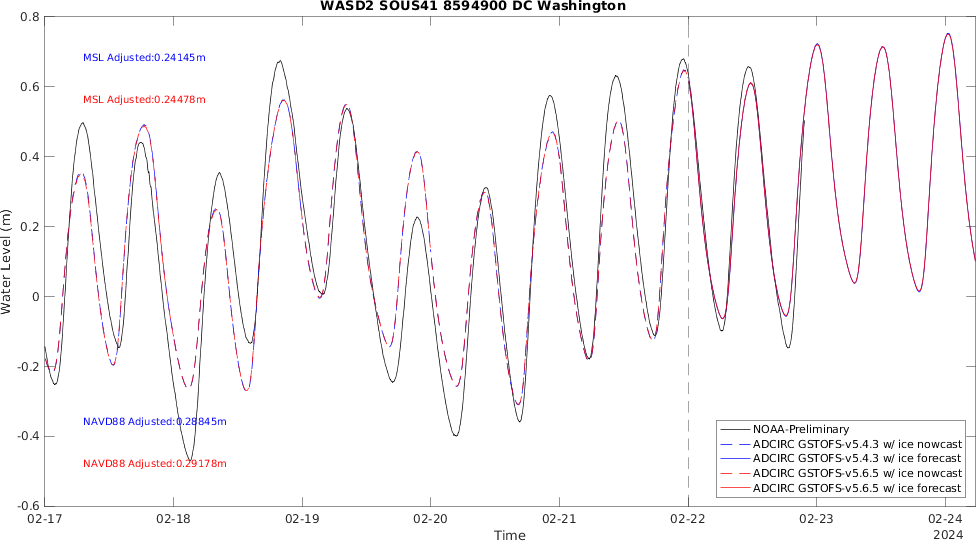 WASD2 SOUS41 8594900 DC Washington
0.8
0.6
0.4
0.2
0
-0.2
-0.4
-0.6
Water Level (m)
MSL Adjusted:0.24145m
MSL Adjusted:0.24478m
NAVD88 Adjusted:0.28845m
NAVD88 Adjusted:0.29178m
NOAA-Preliminary
ADCIRC GSTOFS-v5.4.3 w/ ice nowcast
ADCIRC GSTOFS-v5.4.3 w/ ice forecast
ADCIRC GSTOFS-v5.6.5 w/ ice nowcast
ADCIRC GSTOFS-v5.6.5 w/ ice forecast
02-17 02-18 02-19 02-20 02-21 02-22 02-23 02-24
Time
2024